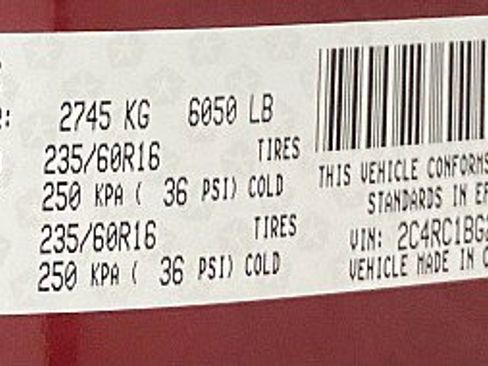 2745 KG 6050 LB
235/60R16 TIRES
250 KPA ( 36 PSI) COLD
235/60R16 TIRES
250 KPA ( 36 PSI) COLD
THIS VEHICLE CONFORMS
STANDARDS IN EF
VIN: 2C4RC1BG
VEHICLE MADE IN C